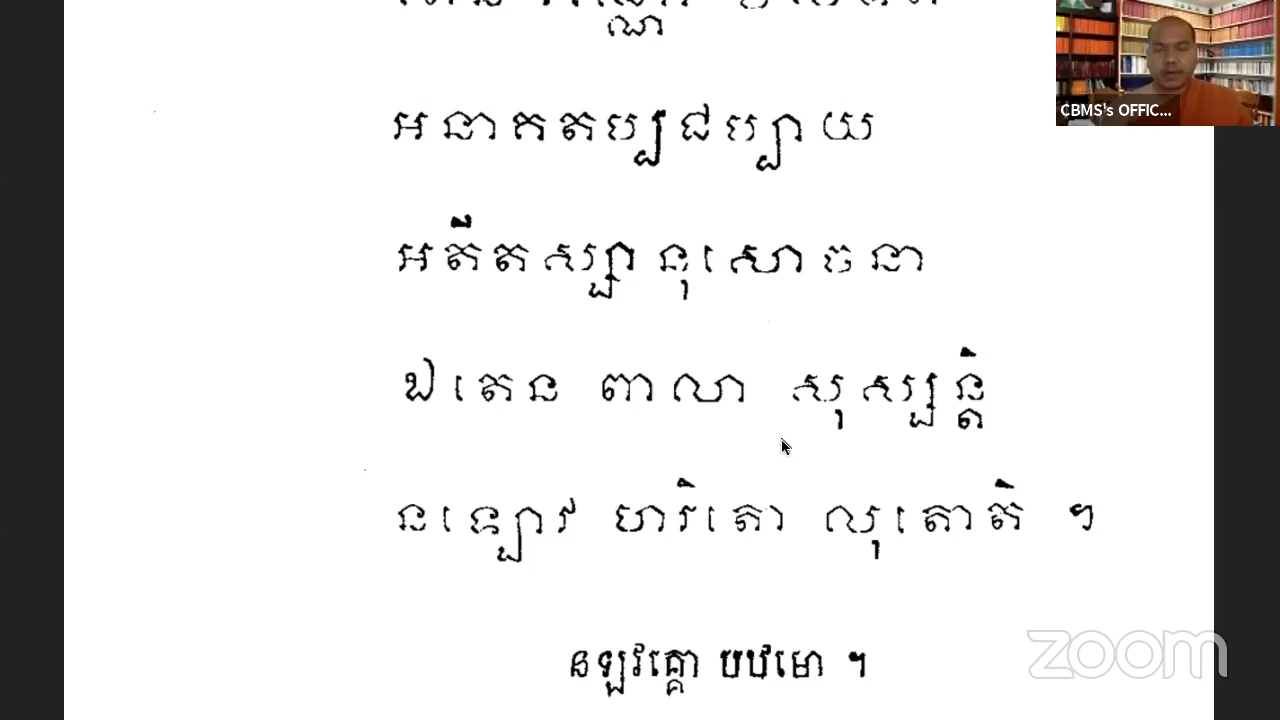 CBMS's OFFIC...
អនាគតប្បជប្បាយ
អតីតស្សានុសោចនា
ឯតេន ពាលា សុស្សន្តិ
នឡោវ ហរិតោ លុតោតិ ។
នឡវគ្គោ បឋមោ ។
zoom